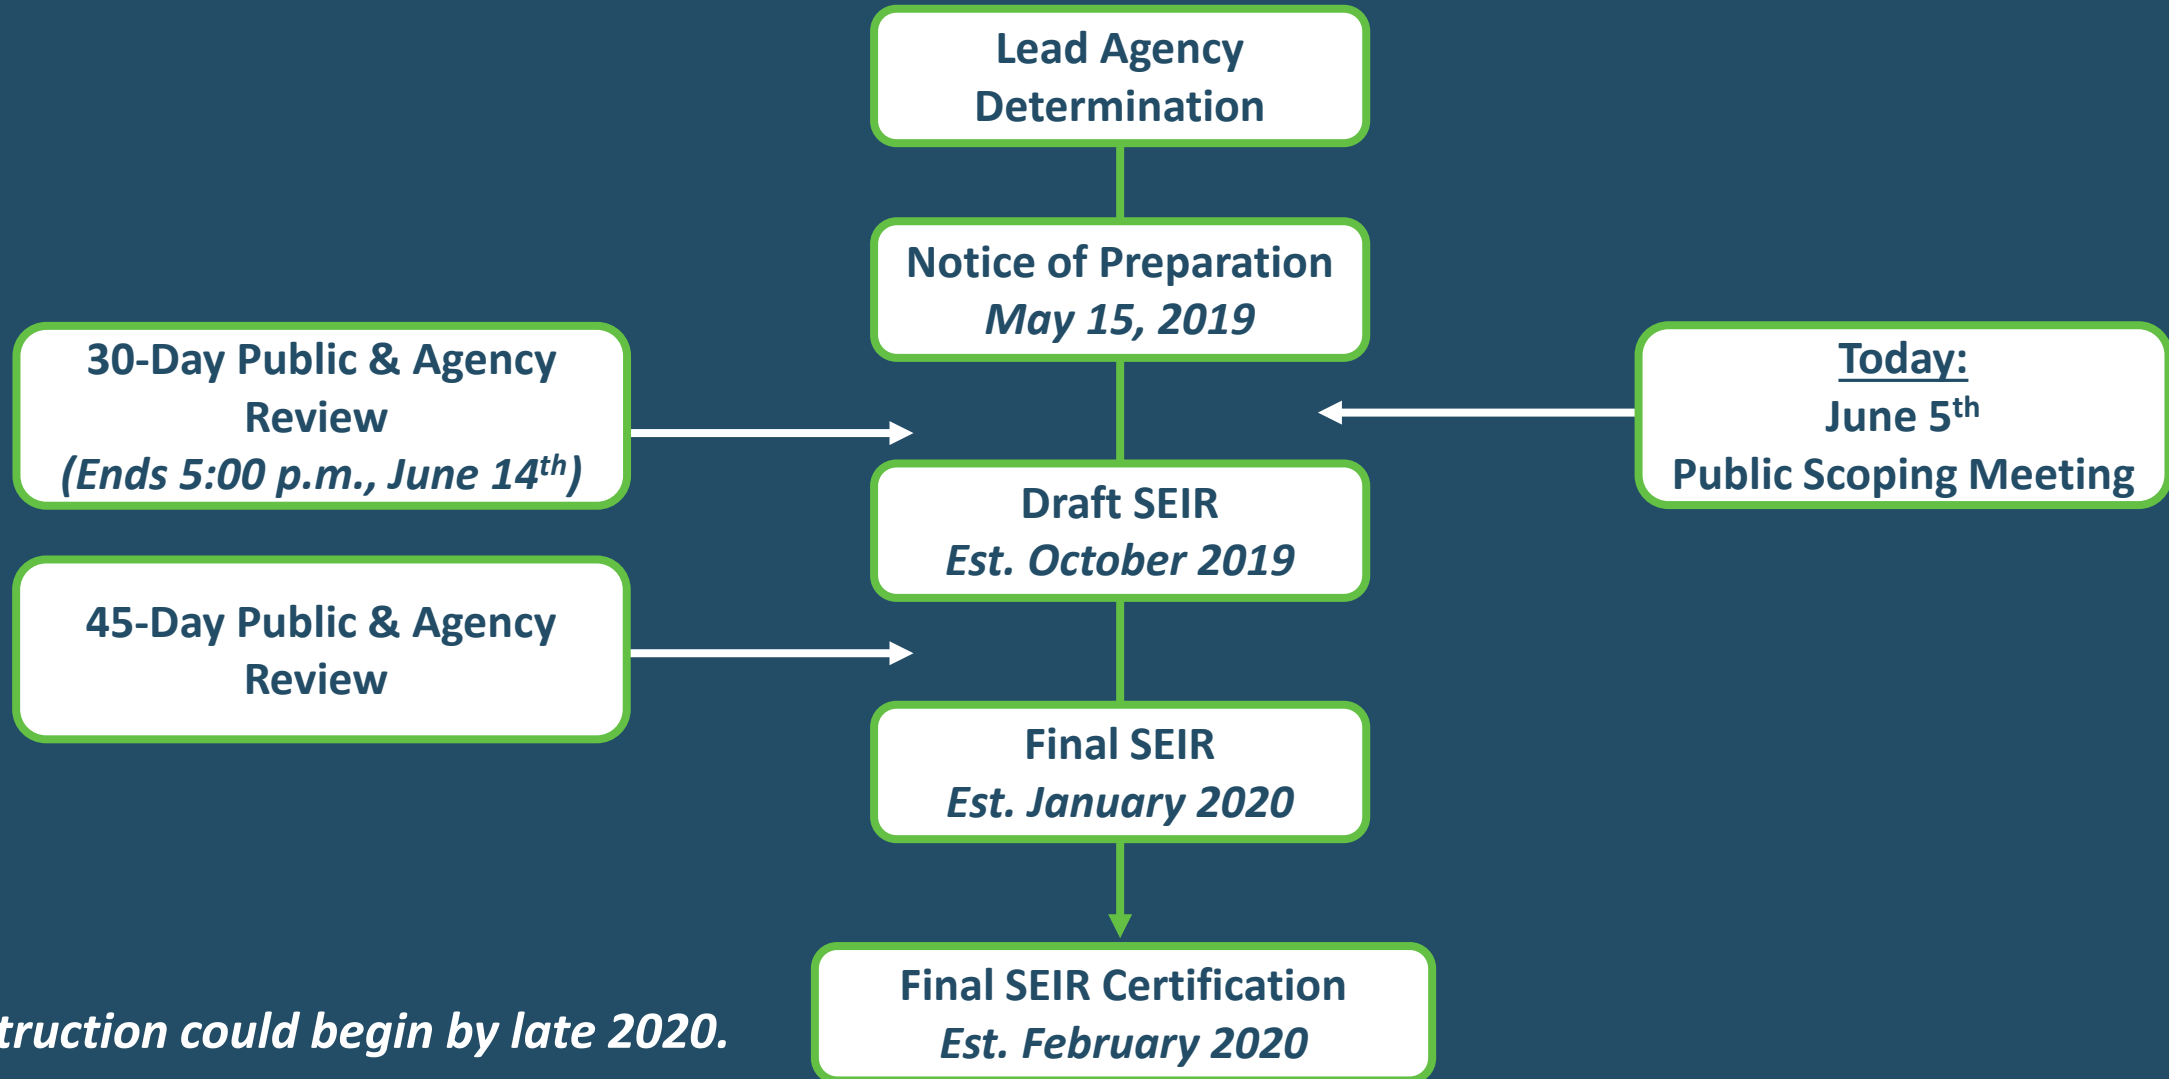 Lead Agency
Determination
Notice of Preparation
May 15, 2019
30-Day Public & Agency
Review
(Ends 5:00 p.m., June 14th)
Today:
June 5th
Public Scoping Meeting
Draft SEIR
Est. October 2019
45-Day Public & Agency
Review
Final SEIR
Est. January 2020
Final SEIR Certification
Est. February 2020
truction could begin by late 2020.